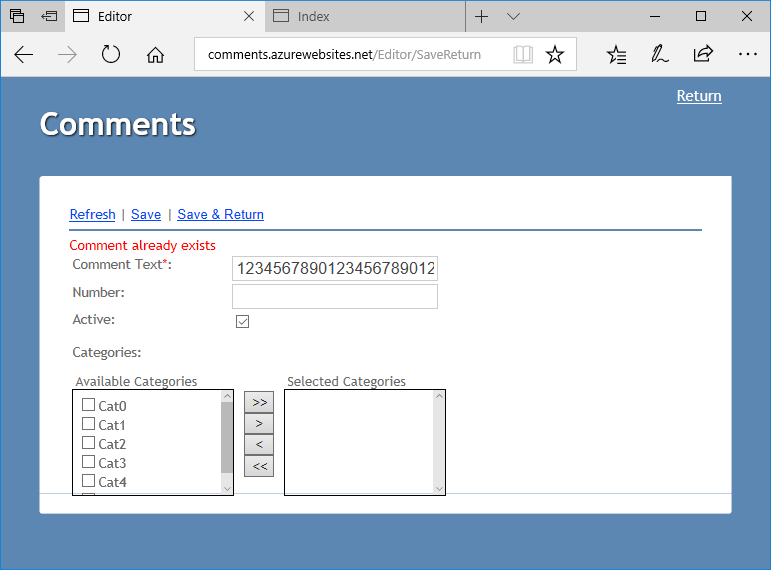 Editor
Index
comments.azurewebsites.net/Editor/SaveReturn
Return
Comments
Refresh | Save | Save & Return
Comment already exists
Comment Text*: 1234567890123456789012
Number:
Active:
Categories:
Available Categories
Selected Categories
Cat0
Cat1
Cat2
Cat3
Cat4
>>
>
<
<<